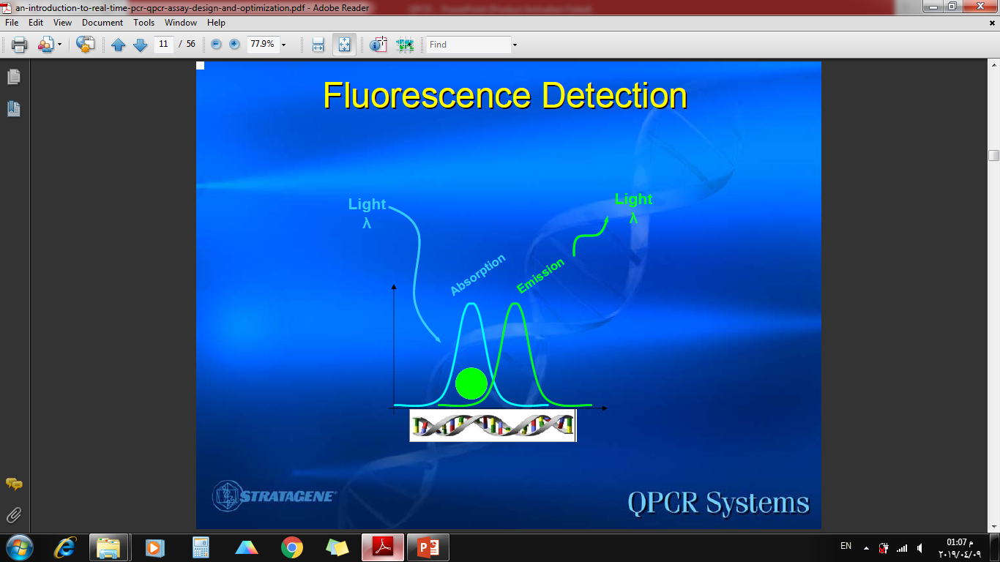 an-introduction-to-real-time-pcr-qpcr-assay-design-and-optimization.pdf - Adobe Reader
File Edit View Document Tools Window Help
11 / 56 77.9% Find
Fluorescence Detection
Light
λ
Light
λ
Absorption
Emission
STRATAGENE
QPCR Systems
EN
01:07 م
٢٠١٩/٠٤/٠٩